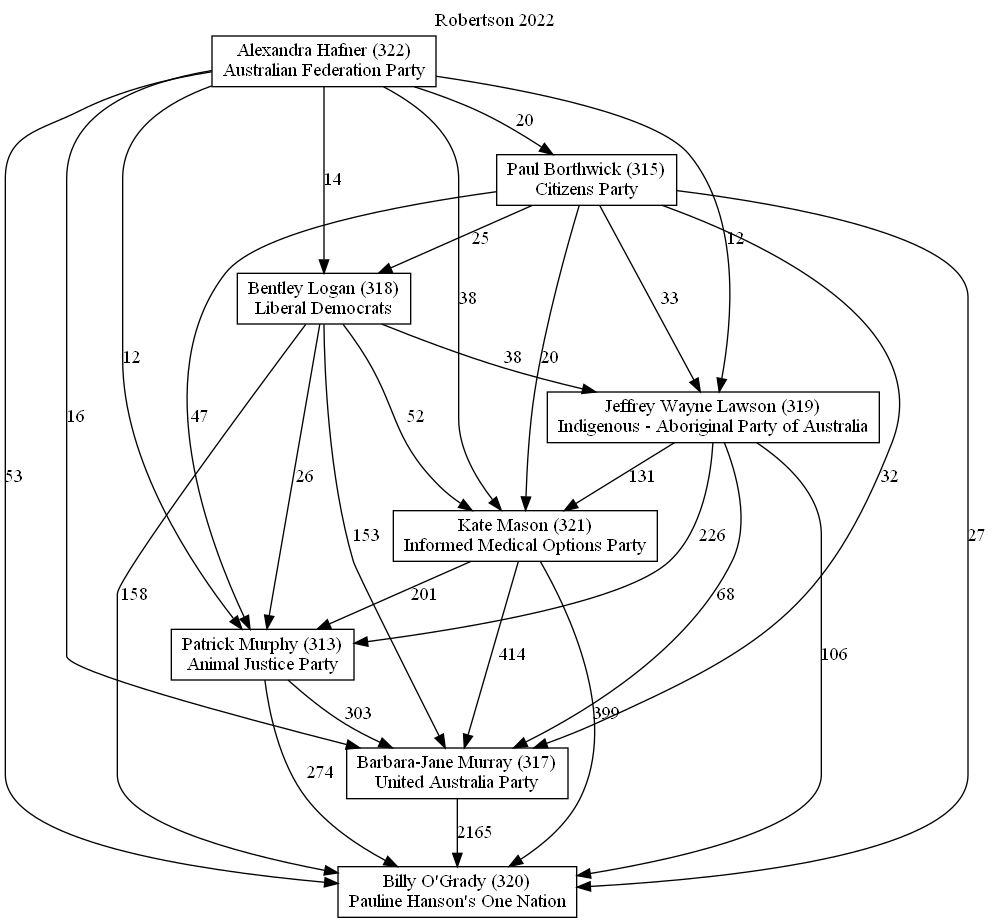 Robertson 2022
Alexandra Hafner (322)
Australian Federation Party
20
Paul Borthwick (315)
Citizens Party
14
25
12
Bentley Logan (318)
Liberal Democrats
38
33
12
20
38
Jeffrey Wayne Lawson (319)
Indigenous - Aboriginal Party of Australia
16
47
52
53
26
131
32
Kate Mason (321)
Informed Medical Options Party
153
226
27
158
201
68
Patrick Murphy (313)
Animal Justice Party
414
106
303
399
Barbara-Jane Murray (317)
United Australia Party
274
2165
Billy O'Grady (320)
Pauline Hanson's One Nation